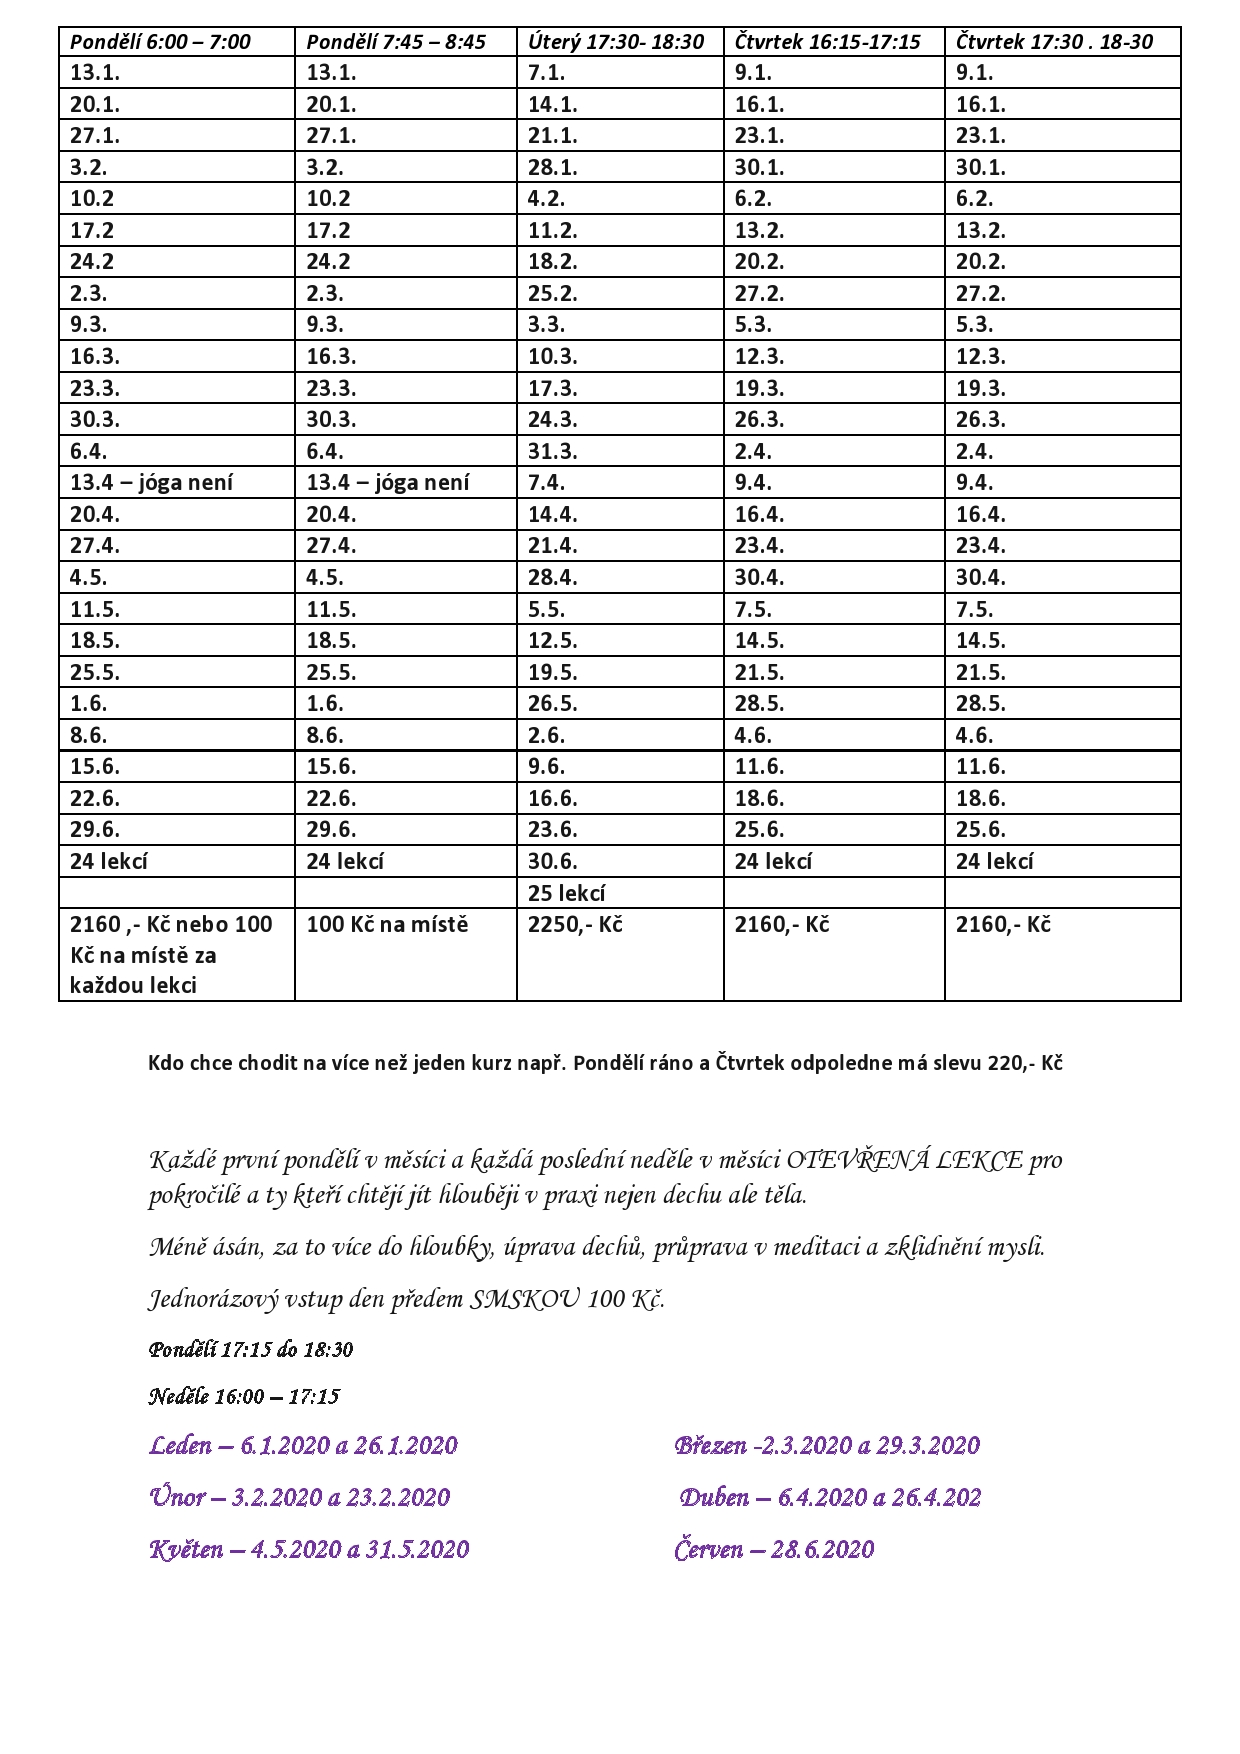 Pondělí 6:00 – 7:00 Pondělí 7:45 – 8:45 Úterý 17:30- 18:30 Čtvrtek 16:15-17:15 Čtvrtek 17:30 . 18-30
13.1. 13.1. 7.1. 9.1. 9.1.
20.1. 20.1. 14.1. 16.1. 16.1.
27.1. 27.1. 21.1. 23.1. 23.1.
3.2. 3.2. 28.1. 30.1. 30.1.
10.2 10.2 4.2. 6.2. 6.2.
17.2 17.2 11.2. 13.2. 13.2.
24.2 24.2 18.2. 20.2. 20.2.
2.3. 2.3. 25.2. 27.2. 27.2.
9.3. 9.3. 3.3. 5.3. 5.3.
16.3. 16.3. 10.3. 12.3. 12.3.
23.3. 23.3. 17.3. 19.3. 19.3.
30.3. 30.3. 24.3. 26.3. 26.3.
6.4. 6.4. 31.3. 2.4. 2.4.
13.4 – jóga není 13.4 – jóga není 7.4. 9.4. 9.4.
20.4. 20.4. 14.4. 16.4. 16.4.
27.4. 27.4. 21.4. 23.4. 23.4.
4.5. 4.5. 28.4. 30.4. 30.4.
11.5. 11.5. 5.5. 7.5. 7.5.
18.5. 18.5. 12.5. 14.5. 14.5.
25.5. 25.5. 19.5. 21.5. 21.5.
1.6. 1.6. 26.5. 28.5. 28.5.
8.6. 8.6. 2.6. 4.6. 4.6.
15.6. 15.6. 9.6. 11.6. 11.6.
22.6. 22.6. 16.6. 18.6. 18.6.
29.6. 29.6. 23.6. 25.6. 25.6.
24 lekcí 24 lekcí 30.6. 24 lekcí 24 lekcí
25 lekcí
2160 ,- Kč nebo 100 100 Kč na místě 2250,- Kč 2160,- Kč 2160,- Kč
Kč na místě za
každou lekci
Kdo chce chodit na více než jeden kurz např. Pondělí ráno a Čtvrtek odpoledne má slevu 220,- Kč
Každé první pondělí v měsíci a každá poslední neděle v měsíci OTEVŘENÁ LEKCE pro
pokročilé a ty kteří chtějí jít hlouběji v praxi nejen dechu ale těla.
Méně ásán, za to více do hloubky, úprava dechů, průprava v meditaci a zklidnění mysli.
Jednorázový vstup den předem SMSKOU 100 Kč.
Pondělí 17:15 do 18:30
Neděle 16:00 – 17:15
Leden – 6.1.2020 a 26.1.2020 Březen -2.3.2020 a 29.3.2020
Únor – 3.2.2020 a 23.2.2020 Duben – 6.4.2020 a 26.4.202
Květen – 4.5.2020 a 31.5.2020 Červen – 28.6.2020